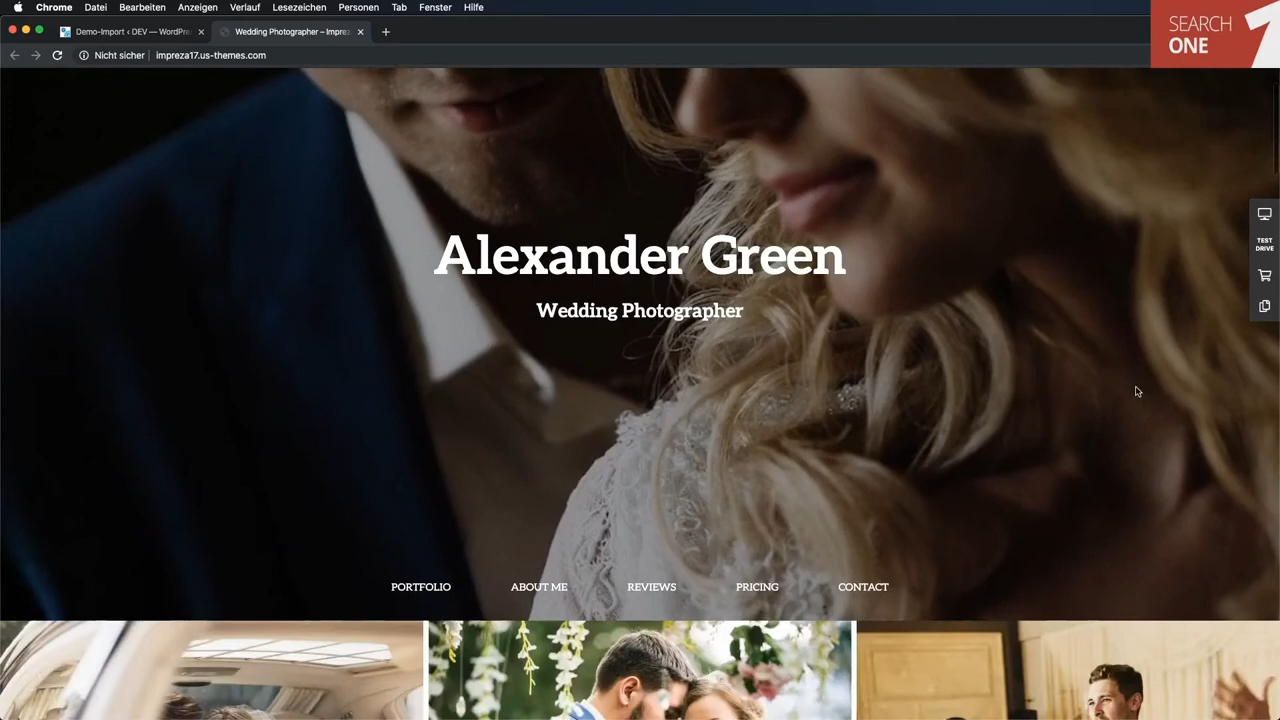 Chrome Datei Bearbeiten Anzeigen Verlauf Lesezeichen Personen Tab Fenster Hilfe
Demo-Import ‹ DEV — WordPre
Wedding Photographer – Impre
Nicht sicher impreza17.us-themes.com
SEARCH
ONE
1
Alexander Green
Wedding Photographer
TEST
DRIVE
PORTFOLIO ABOUT ME REVIEWS PRICING CONTACT